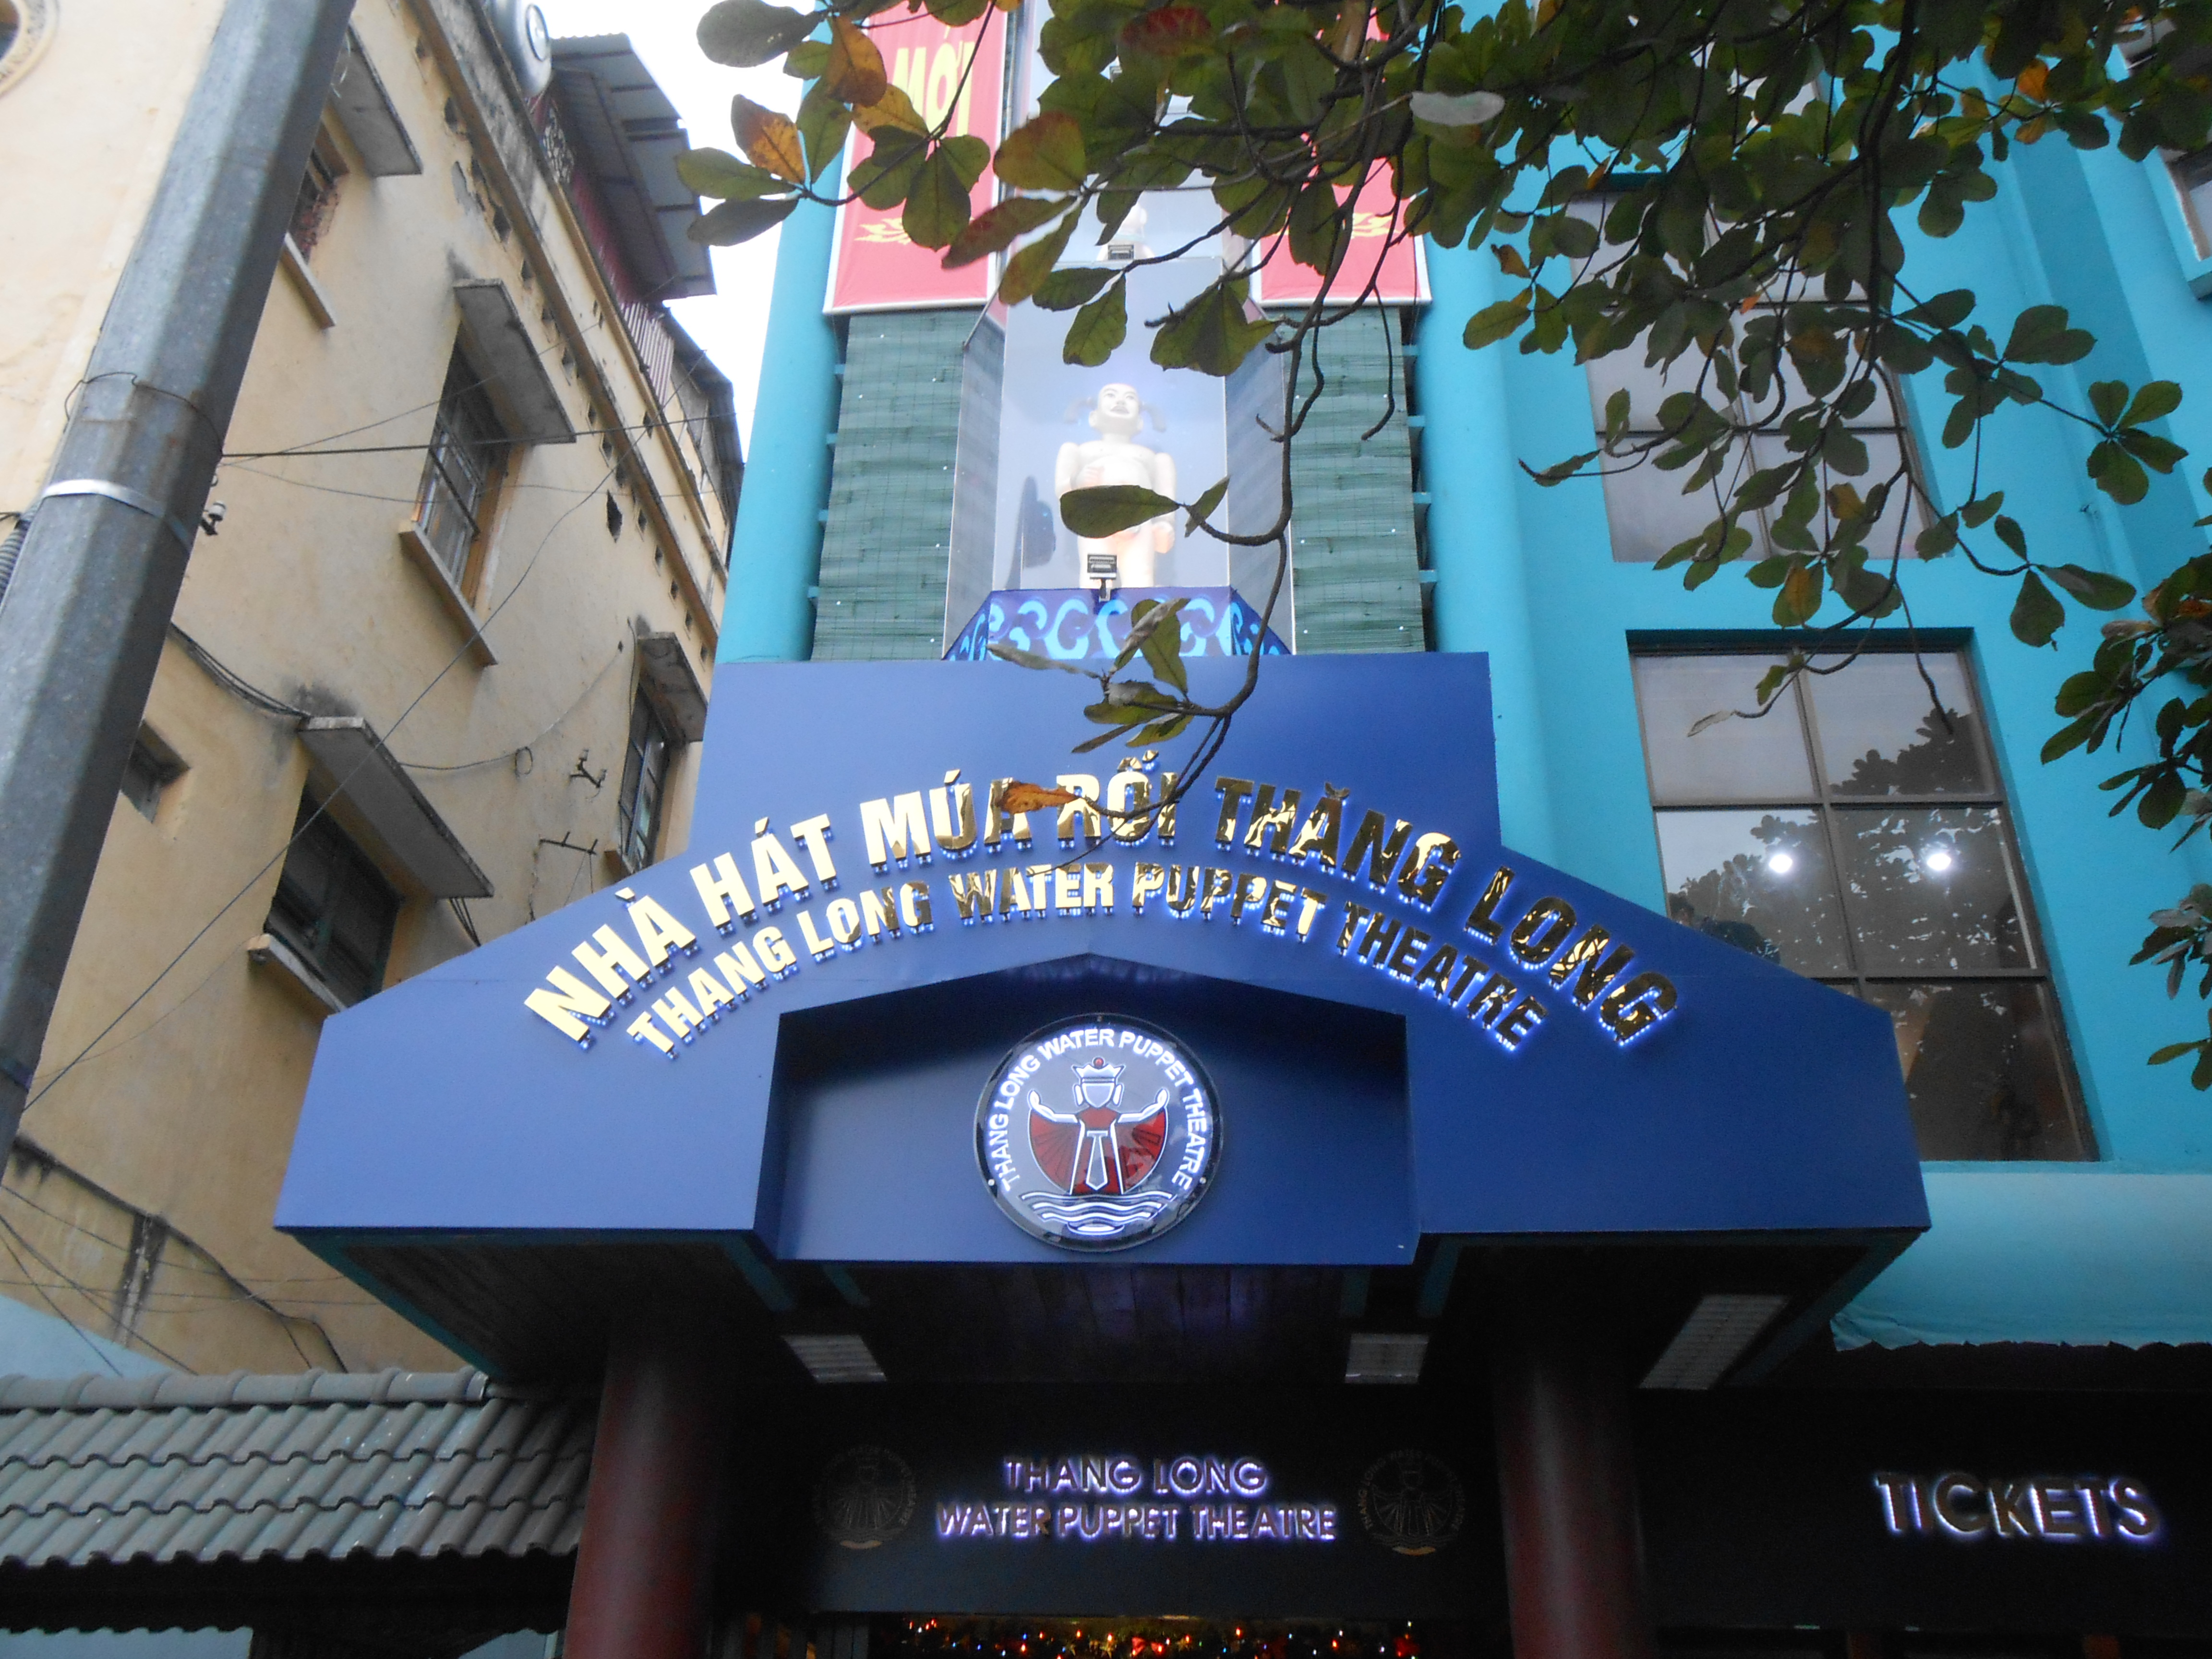 MỚI
NHÀ HÁT MÚA RỐI THĂNG LONG
THANG LONG WATER PUPPET THEATRE
THANG LONG WATER PUPPET THEATRE
THANG LONG
WATER PUPPET THEATRE
TICKETS